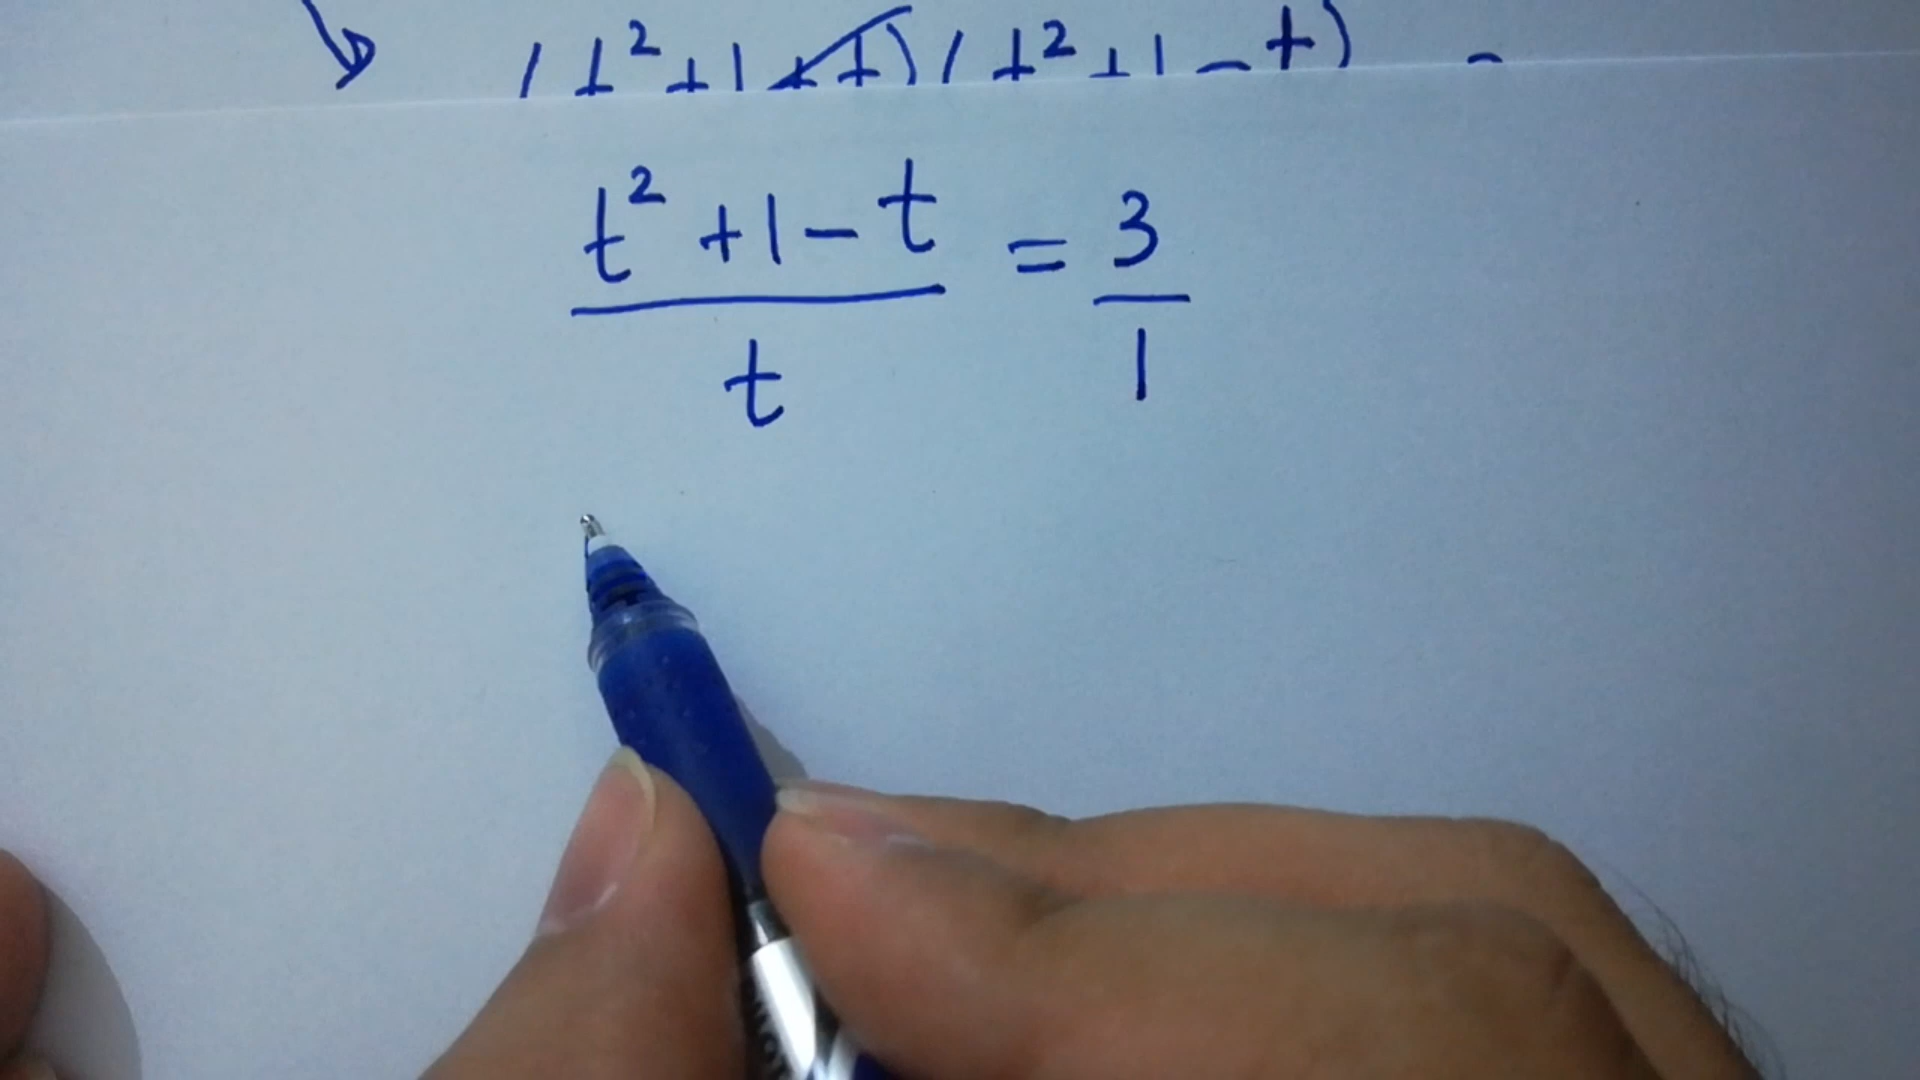 (t²+1+t)(t²+1-t)
t²+1-t = 3
t 1